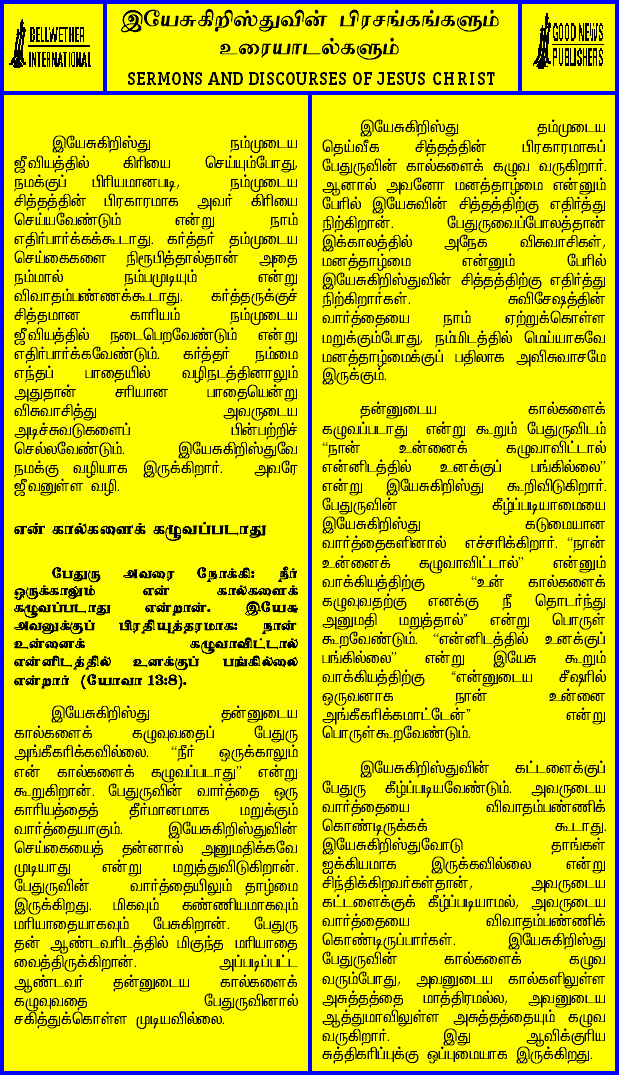 BELLWETHER
INTERNATIONAL
இயேசுகிறிஸ்துவின் பிரசங்கங்களும்
உரையாடல்களும்
SERMONS AND DISCOURSES OF JESUS CHRIST
GOOD NEWS
PUBLISHERS
இயேசுகிறிஸ்து நம்முடைய
ஜீவியத்தில் கிரியை செய்யும்போது,
நமக்குப் பிரியமானபடி, நம்முடைய
சித்தத்தின் பிரகாரமாக அவர் கிரியை
செய்யவேண்டும் என்று நாம்
எதிர்பார்க்கக்கூடாது. கர்த்தர் தம்முடைய
செய்கைகளை நிரூபித்தால்தான் அதை
நம்மால் நம்பமுடியும் என்று
விவாதம்பண்ணக்கூடாது. கர்த்தருக்குச்
சித்தமான காரியம் நம்முடைய
ஜீவியத்தில் நடைபெறவேண்டும் என்று
எதிர்பார்க்கவேண்டும். கர்த்தர் நம்மை
எந்தப் பாதையில் வழிநடத்தினாலும்
அதுதான் சரியான பாதையென்று
விசுவாசித்து அவருடைய
அடிச்சுவடுகளைப் பின்பற்றிச்
செல்லவேண்டும். இயேசுகிறிஸ்துவே
நமக்கு வழியாக இருக்கிறார். அவரே
ஜீவனுள்ள வழி.
என் கால்களைக் கழுவப்படாது
பேதுரு அவரை நோக்கி: நீர்
ஒருக்காலும் என் கால்களைக்
கழுவப்படாது என்றான். இயேசு
அவனுக்குப் பிரதியுத்தரமாக: நான்
உன்னைக் கழுவாவிட்டால்
என்னிடத்தில் உனக்குப் பங்கில்லை
என்றார் (யோவா 13:8).
இயேசுகிறிஸ்து தன்னுடைய
கால்களைக் கழுவுவதைப் பேதுரு
அங்கீகரிக்கவில்லை. “நீர் ஒருக்காலும்
என் கால்களைக் கழுவப்படாது” என்று
கூறுகிறான். பேதுருவின் வார்த்தை ஒரு
காரியத்தைத் தீர்மானமாக மறுக்கும்
வார்த்தையாகும். இயேசுகிறிஸ்துவின்
செய்கையைத் தன்னால் அனுமதிக்கவே
முடியாது என்று மறுத்துவிடுகிறான்.
பேதுருவின் வார்த்தையிலும் தாழ்மை
இருக்கிறது. மிகவும் கண்ணியமாகவும்
மரியாதையாகவும் பேசுகிறான். பேதுரு
தன் ஆண்டவரிடத்தில் மிகுந்த மரியாதை
வைத்திருக்கிறான். அப்படிப்பட்ட
ஆண்டவர் தன்னுடைய கால்களைக்
கழுவுவதை பேதுருவினால்
சகித்துக்கொள்ள முடியவில்லை.
இயேசுகிறிஸ்து தம்முடைய
தெய்வீக சித்தத்தின் பிரகாரமாகப்
பேதுருவின் கால்களைக் கழுவ வருகிறார்.
ஆனால் அவனோ மனத்தாழ்மை என்னும்
பேரில் இயேசுவின் சித்தத்திற்கு எதிர்த்து
நிற்கிறான். பேதுருவைப்போலத்தான்
இக்காலத்தில் அநேக விசுவாசிகள்,
மனத்தாழ்மை என்னும் பேரில்
இயேசுகிறிஸ்துவின் சித்தத்திற்கு எதிர்த்து
நிற்கிறார்கள். சுவிசேஷத்தின்
வார்த்தையை நாம் ஏற்றுக்கொள்ள
மறுக்கும்போது, நம்மிடத்தில் மெய்யாகவே
மனத்தாழ்மைக்குப் பதிலாக அவிசுவாசமே
இருக்கும்.
தன்னுடைய கால்களைக்
கழுவப்படாது என்று கூறும் பேதுருவிடம்
“நான் உன்னைக் கழுவாவிட்டால்
என்னிடத்தில் உனக்குப் பங்கில்லை”
என்று இயேசுகிறிஸ்து கூறிவிடுகிறார்.
பேதுருவின் கீழ்ப்படியாமையை
இயேசுகிறிஸ்து கடுமையான
வார்த்தைகளினால் எச்சரிக்கிறார். “நான்
உன்னைக் கழுவாவிட்டால்” என்னும்
வாக்கியத்திற்கு “உன் கால்களைக்
கழுவுவதற்கு எனக்கு நீ தொடர்ந்து
அனுமதி மறுத்தால்” என்று பொருள்
கூறவேண்டும். “என்னிடத்தில் உனக்குப்
பங்கில்லை” என்று இயேசு கூறும்
வாக்கியத்திற்கு “என்னுடைய சீஷரில்
ஒருவனாக நான் உன்னை
அங்கீகரிக்கமாட்டேன்” என்று
பொருள்கூறவேண்டும்.
இயேசுகிறிஸ்துவின் கட்டளைக்குப்
பேதுரு கீழ்ப்படியவேண்டும். அவருடைய
வார்த்தையை விவாதம்பண்ணிக்
கொண்டிருக்கக் கூடாது.
இயேசுகிறிஸ்துவோடு தாங்கள்
ஐக்கியமாக இருக்கவில்லை என்று
சிந்திக்கிறவர்கள்தான், அவருடைய
கட்டளைக்குக் கீழ்ப்படியாமல், அவருடைய
வார்த்தையை விவாதம்பண்ணிக்
கொண்டிருப்பார்கள். இயேசுகிறிஸ்து
பேதுருவின் கால்களைக் கழுவ
வரும்போது, அவனுடைய கால்களிலுள்ள
அசுத்தத்தை மாத்திரமல்ல, அவனுடைய
ஆத்துமாவிலுள்ள அசுத்தத்தையும் கழுவ
வருகிறார். இது ஆவிக்குரிய
சுத்திகரிப்புக்கு ஒப்புமையாக இருக்கிறது.